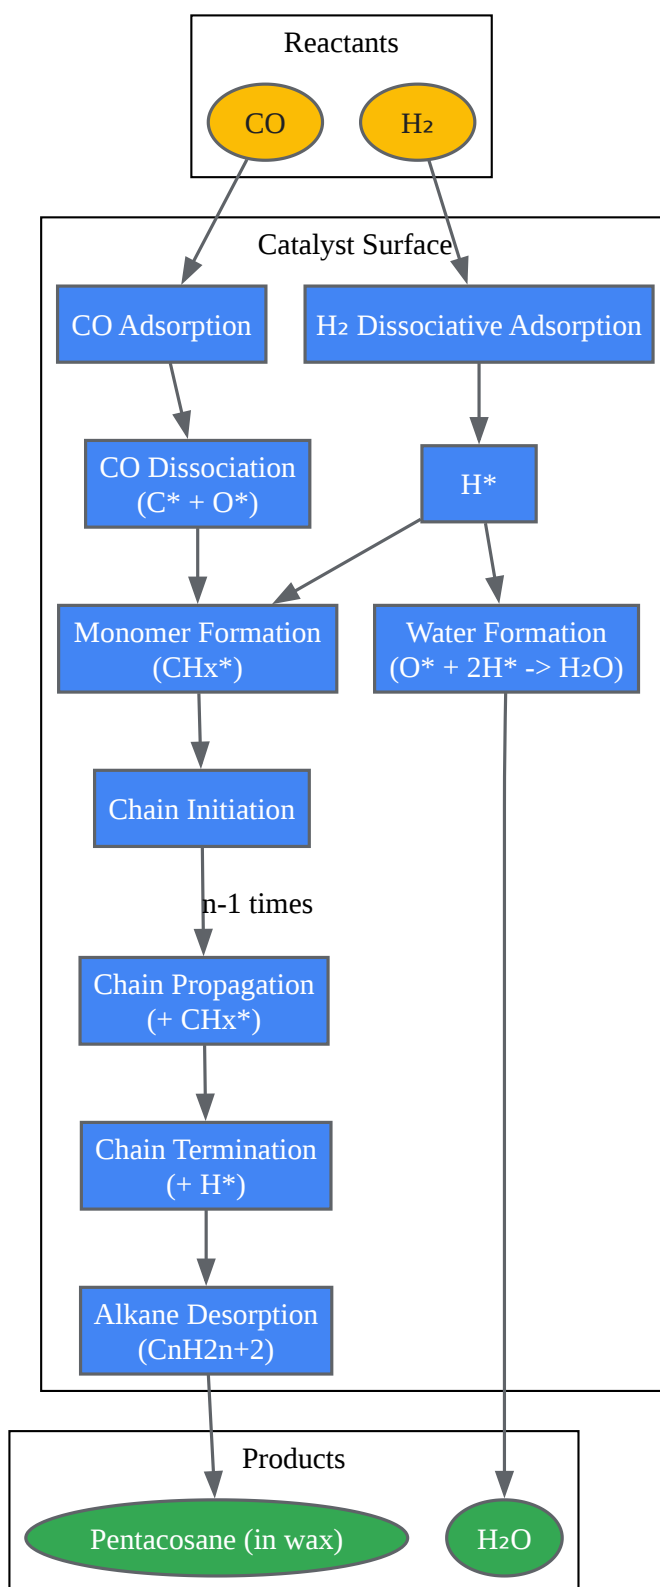 Reactants
CO
H₂
Catalyst Surface
CO Adsorption
H₂ Dissociative Adsorption
CO Dissociation
(C* + O*)
H*
Monomer Formation
(CHx*)
Water Formation
(O* + 2H* -> H₂O)
Chain Initiation
n-1 times
Chain Propagation
(+ CHx*)
Chain Termination
(+ H*)
Alkane Desorption
(CnH2n+2)
Products
Pentacosane (in wax)
H₂O